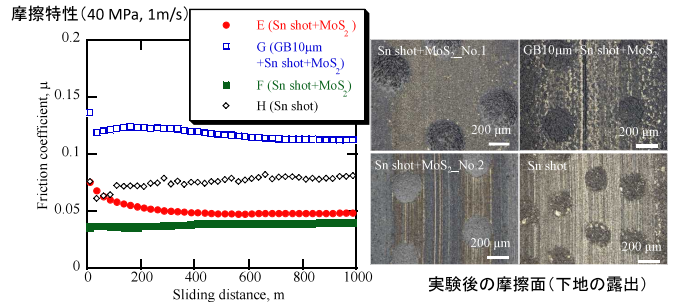 摩擦特性(40 MPa, 1m/s)
0.2
0.15
0.1
0.05
0
Friction coefficient, μ
0
200
400
600
800
1000
Sliding distance, m
E (Sn shot+MoS2)
G (GB10μm
+Sn shot+MoS2)
F (Sn shot+MoS2)
H (Sn shot)
Sn shot+MoS2_No.1
200 μm
GB10μm+Sn shot+MoS2
200 μm
Sn shot+MoS2_No.2
200 μm
Sn shot
200 μm
実験後の摩擦面(下地の露出)